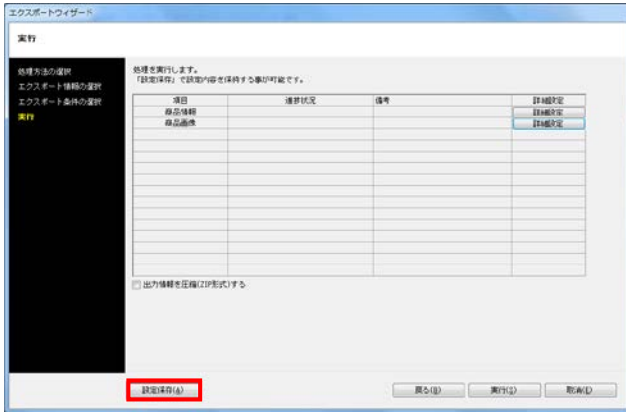 エクスポートウィザード
実行
処理方法の選択
エクスポート情報の選択
エクスポート条件の選択
実行
処理を実行します。
「設定保存」で設定内容を保持する事が可能です。
項目 進捗状況 備考 詳細設定
商品情報 詳細設定
商品画像 詳細設定
出力情報を圧縮(ZIP形式)する
設定保存(A) 戻る(B) 実行(I) 取消(C)